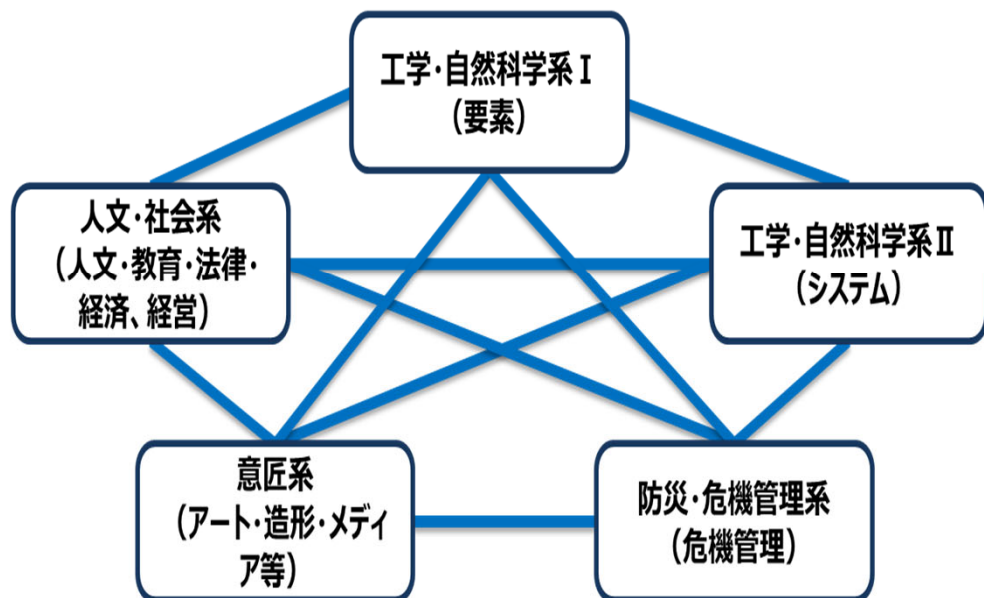 工学・自然科学系Ⅰ
（要素）
人文・社会系
（人文・教育・法律・
経済、経営）
工学・自然科学系Ⅱ
（システム）
意匠系
（アート・造形・メディ
ア等）
防災・危機管理系
（危機管理）